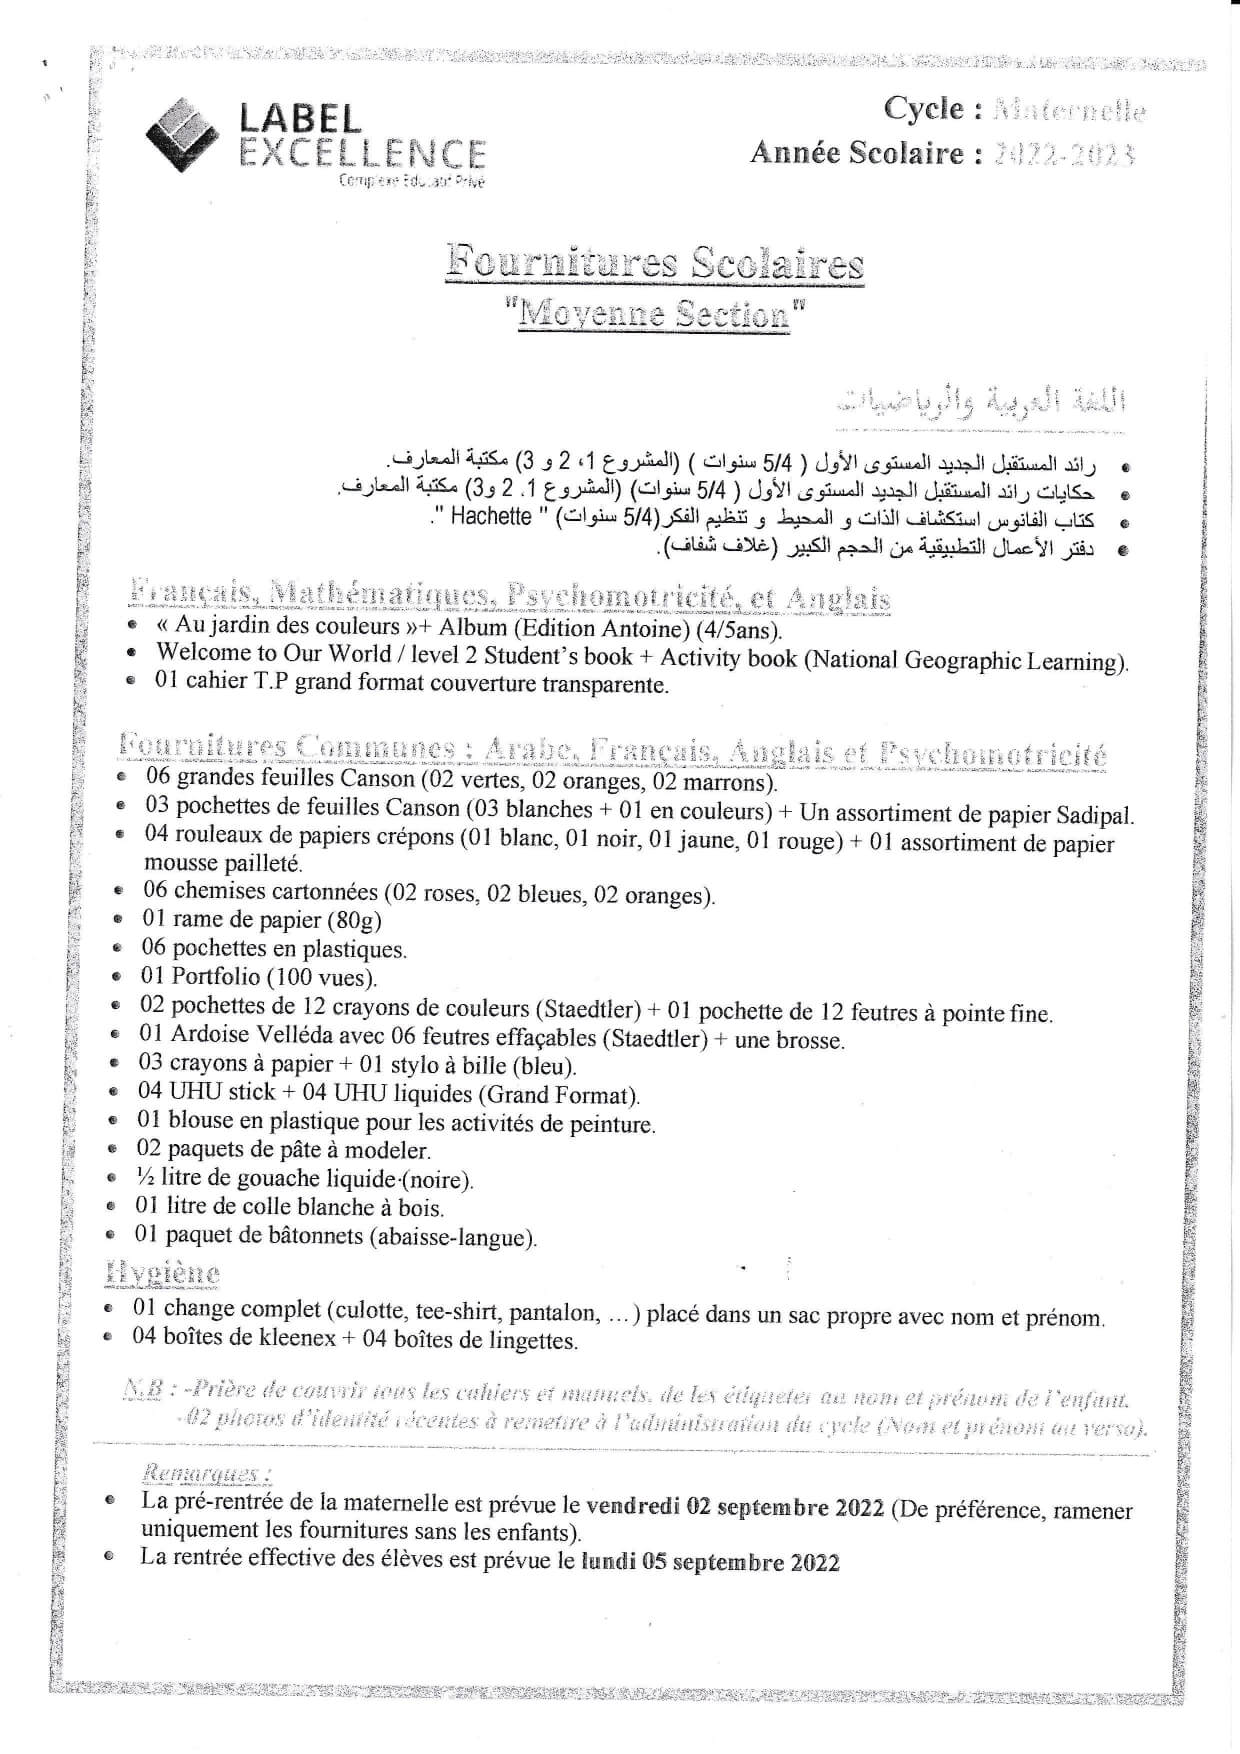 LABEL
EXCELLENCE
Complexe Éducatif Privé
Cycle : Maternelle
Année Scolaire : 2022-2023
Fournitures Scolaires
"Moyenne Section"
اللغة العربية والرياضيات
• رائد المستقبل الجديد المستوى الأول ( 5/4 سنوات ) (المشروع 1، 2 و 3) مكتبة المعارف.
• حكايات رائد المستقبل الجديد المستوى الأول ( 5/4 سنوات) (المشروع 1. 2 و3) مكتبة المعارف.
• كتاب الفانوس استكشاف الذات و المحيط و تنظيم الفكر(5/4 سنوات) " Hachette ".
• دفتر الأعمال التطبيقية من الحجم الكبير (غلاف شفاف).
Français, Mathématiques, Psychomotricité, et Anglais
• « Au jardin des couleurs »+ Album (Edition Antoine) (4/5ans).
• Welcome to Our World / level 2 Student's book + Activity book (National Geographic Learning).
• 01 cahier T.P grand format couverture transparente.
Fournitures Communes : Arabe, Français, Anglais et Psychomotricité
• 06 grandes feuilles Canson (02 vertes, 02 oranges, 02 marrons).
• 03 pochettes de feuilles Canson (03 blanches + 01 en couleurs) + Un assortiment de papier Sadipal.
• 04 rouleaux de papiers crépons (01 blanc, 01 noir, 01 jaune, 01 rouge) + 01 assortiment de papier
mousse pailleté.
• 06 chemises cartonnées (02 roses, 02 bleues, 02 oranges).
• 01 rame de papier (80g)
• 06 pochettes en plastiques.
• 01 Portfolio (100 vues).
• 02 pochettes de 12 crayons de couleurs (Staedtler) + 01 pochette de 12 feutres à pointe fine.
• 01 Ardoise Velléda avec 06 feutres effaçables (Staedtler) + une brosse.
• 03 crayons à papier + 01 stylo à bille (bleu).
• 04 UHU stick + 04 UHU liquides (Grand Format).
• 01 blouse en plastique pour les activités de peinture.
• 02 paquets de pâte à modeler.
• ½ litre de gouache liquide (noire).
• 01 litre de colle blanche à bois.
• 01 paquet de bâtonnets (abaisse-langue).
Hygiène
• 01 change complet (culotte, tee-shirt, pantalon, …) placé dans un sac propre avec nom et prénom.
• 04 boîtes de kleenex + 04 boîtes de lingettes.
N.B : -Prière de couvrir tous les cahiers et manuels, de les étiqueter au nom et prénom de l'enfant.
-02 photos d'identité récentes à remettre à l'administration du cycle (Nom et prénom au verso).
Remarques :
• La pré-rentrée de la maternelle est prévue le vendredi 02 septembre 2022 (De préférence, ramener
uniquement les fournitures sans les enfants).
• La rentrée effective des élèves est prévue le lundi 05 septembre 2022